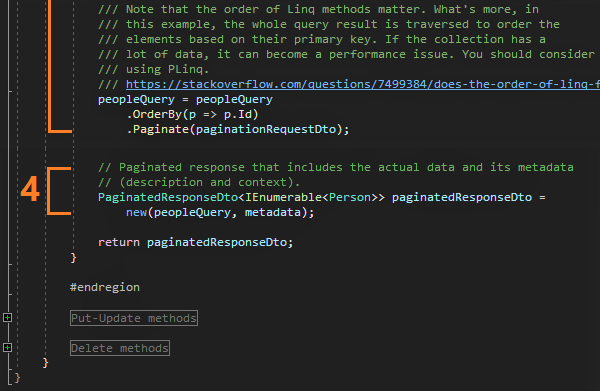 /// Note that the order of Linq methods matter. What's more, in
/// this example, the whole query result is traversed to order the
/// elements based on their primary key. If the collection has a
/// lot of data, it can become a performance issue. You should consider
/// using PLinq.
/// https://stackoverflow.com/questions/7499384/does-the-order-of-linq-f
peopleQuery = peopleQuery
.OrderBy(p => p.Id)
.Paginate(paginationRequestDto);
4
// Paginated response that includes the actual data and its metadata
// (description and context).
PaginatedResponseDto<IEnumerable<Person>> paginatedResponseDto =
new(peopleQuery, metadata);
return paginatedResponseDto;
}
#endregion
Put-Update methods
Delete methods
}
}